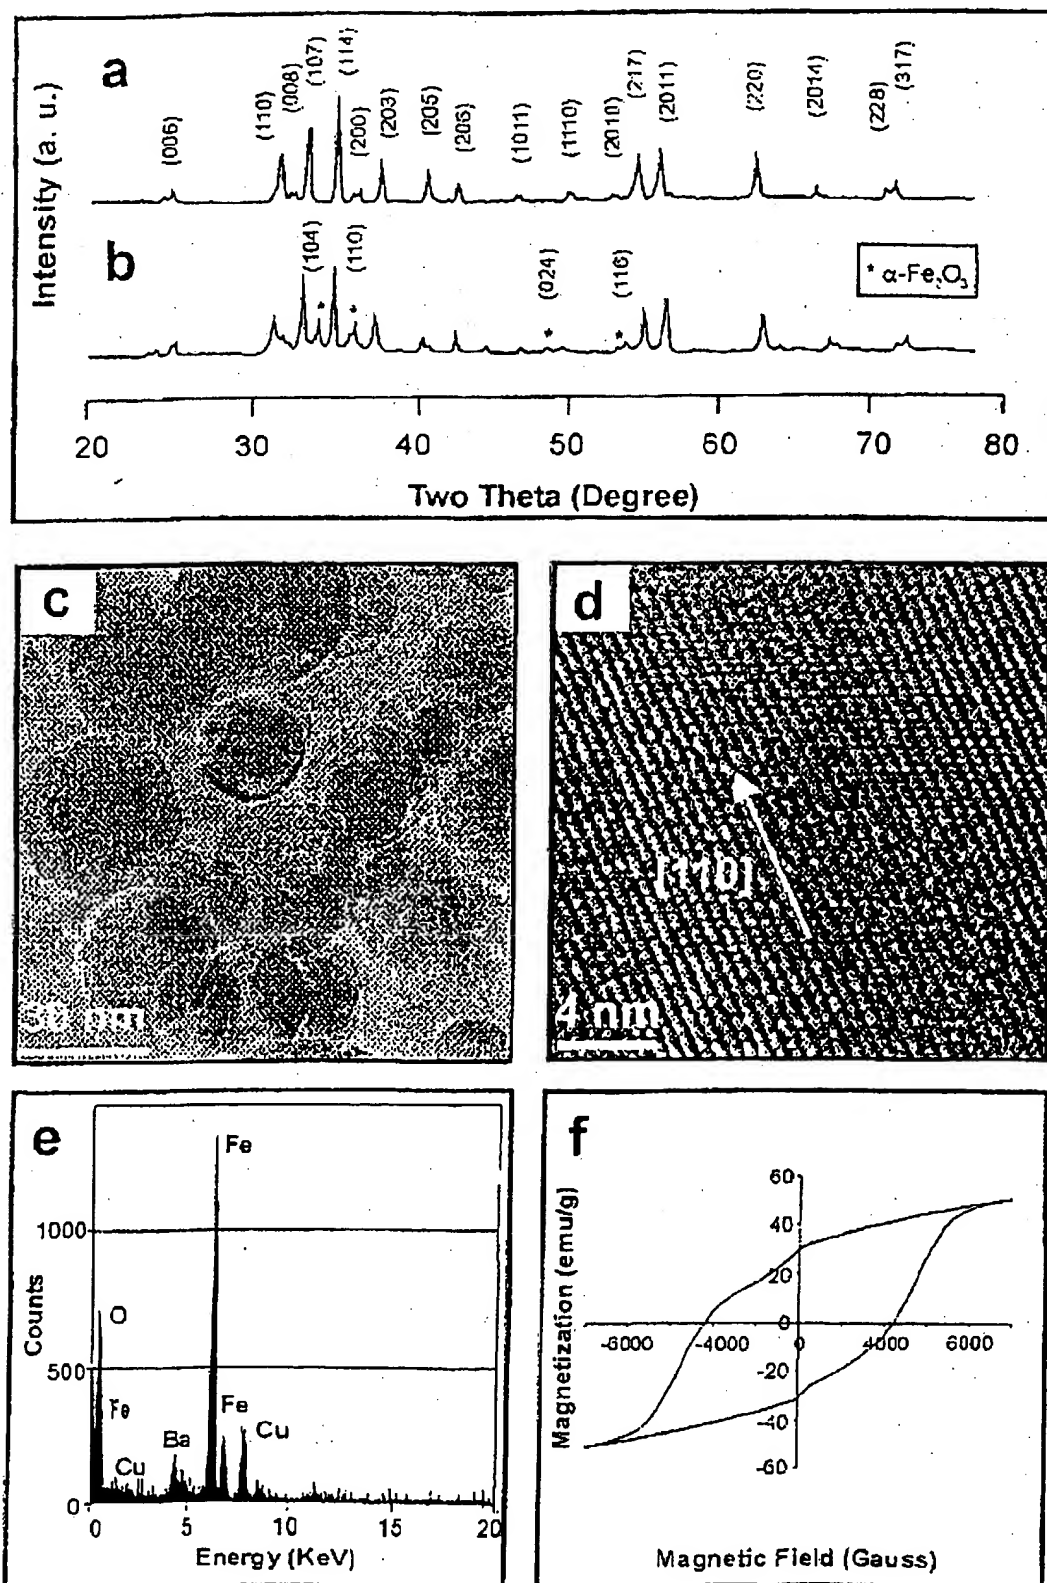 a
Intensity (a. u.)
(006)
(110)
(008)
(107)
(114)
(200)
(203)
(205)
(206)
(1011)
(1110)
(2010)
(217)
(2011)
(220)
(2014)
(228)
(317)
b
(104)
*
(110)
*
(024)
*
(116)
*
* α-Fe₂O₃
20 30 40 50 60 70 80
Two Theta (Degree)
c
nm
d
[110]
4 nm
e
Counts
1000
500
0
O
Fe
Cu
Ba
Fe
Fe
Cu
0 5 10 15 20
Energy (KeV)
f
Magnetization (emu/g)
60
40
20
0
-20
-40
-60
-6000 -4000 0 4000 6000
Magnetic Field (Gauss)